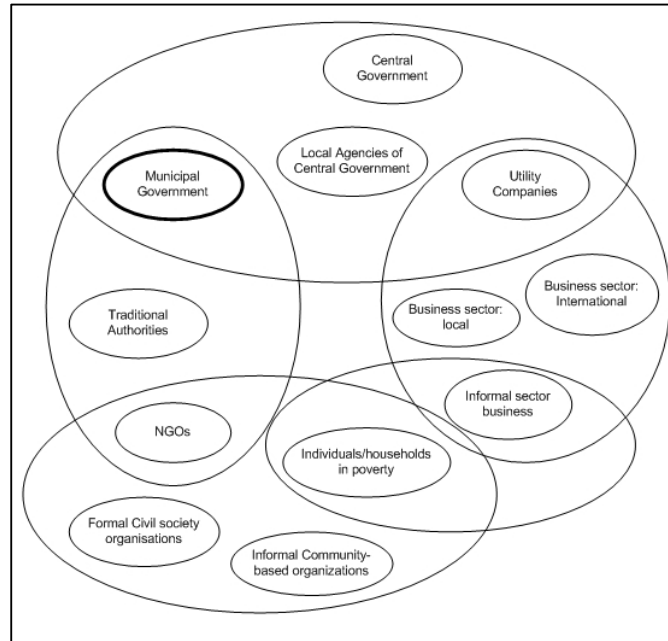 Central
Government
Local Agencies of
Central Government
Municipal
Government
Utility
Companies
Business sector:
International
Traditional
Authorities
Business sector:
local
Informal sector
business
NGOs
Individuals/households
in poverty
Formal Civil society
organisations
Informal Community-
based organizations